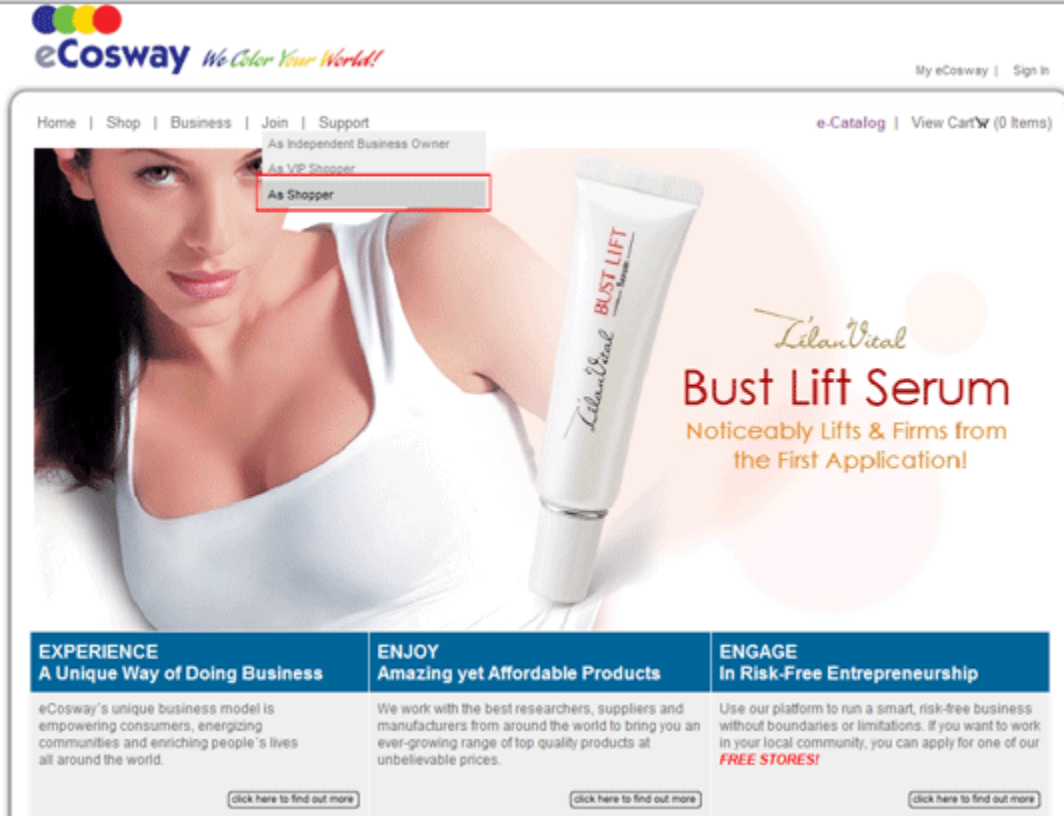 eCosway We Color Your World!
My eCosway | Sign In
Home | Shop | Business | Join | Support
e-Catalog | View Cart (0 Items)
As Independent Business Owner
As VIP Shopper
As Shopper
L'élanVital BUST LIFT
Serum
L'élanVital
Bust Lift Serum
Noticeably Lifts & Firms from
the First Application!
EXPERIENCE
A Unique Way of Doing Business
eCosway's unique business model is
empowering consumers, energizing
communities and enriching people's lives
all around the world.
click here to find out more
ENJOY
Amazing yet Affordable Products
We work with the best researchers, suppliers and
manufacturers from around the world to bring you an
ever-growing range of top quality products at
unbelievable prices.
click here to find out more
ENGAGE
In Risk-Free Entrepreneurship
Use our platform to run a smart, risk-free business
without boundaries or limitations. If you want to work
in your local community, you can apply for one of our
FREE STORES!
click here to find out more